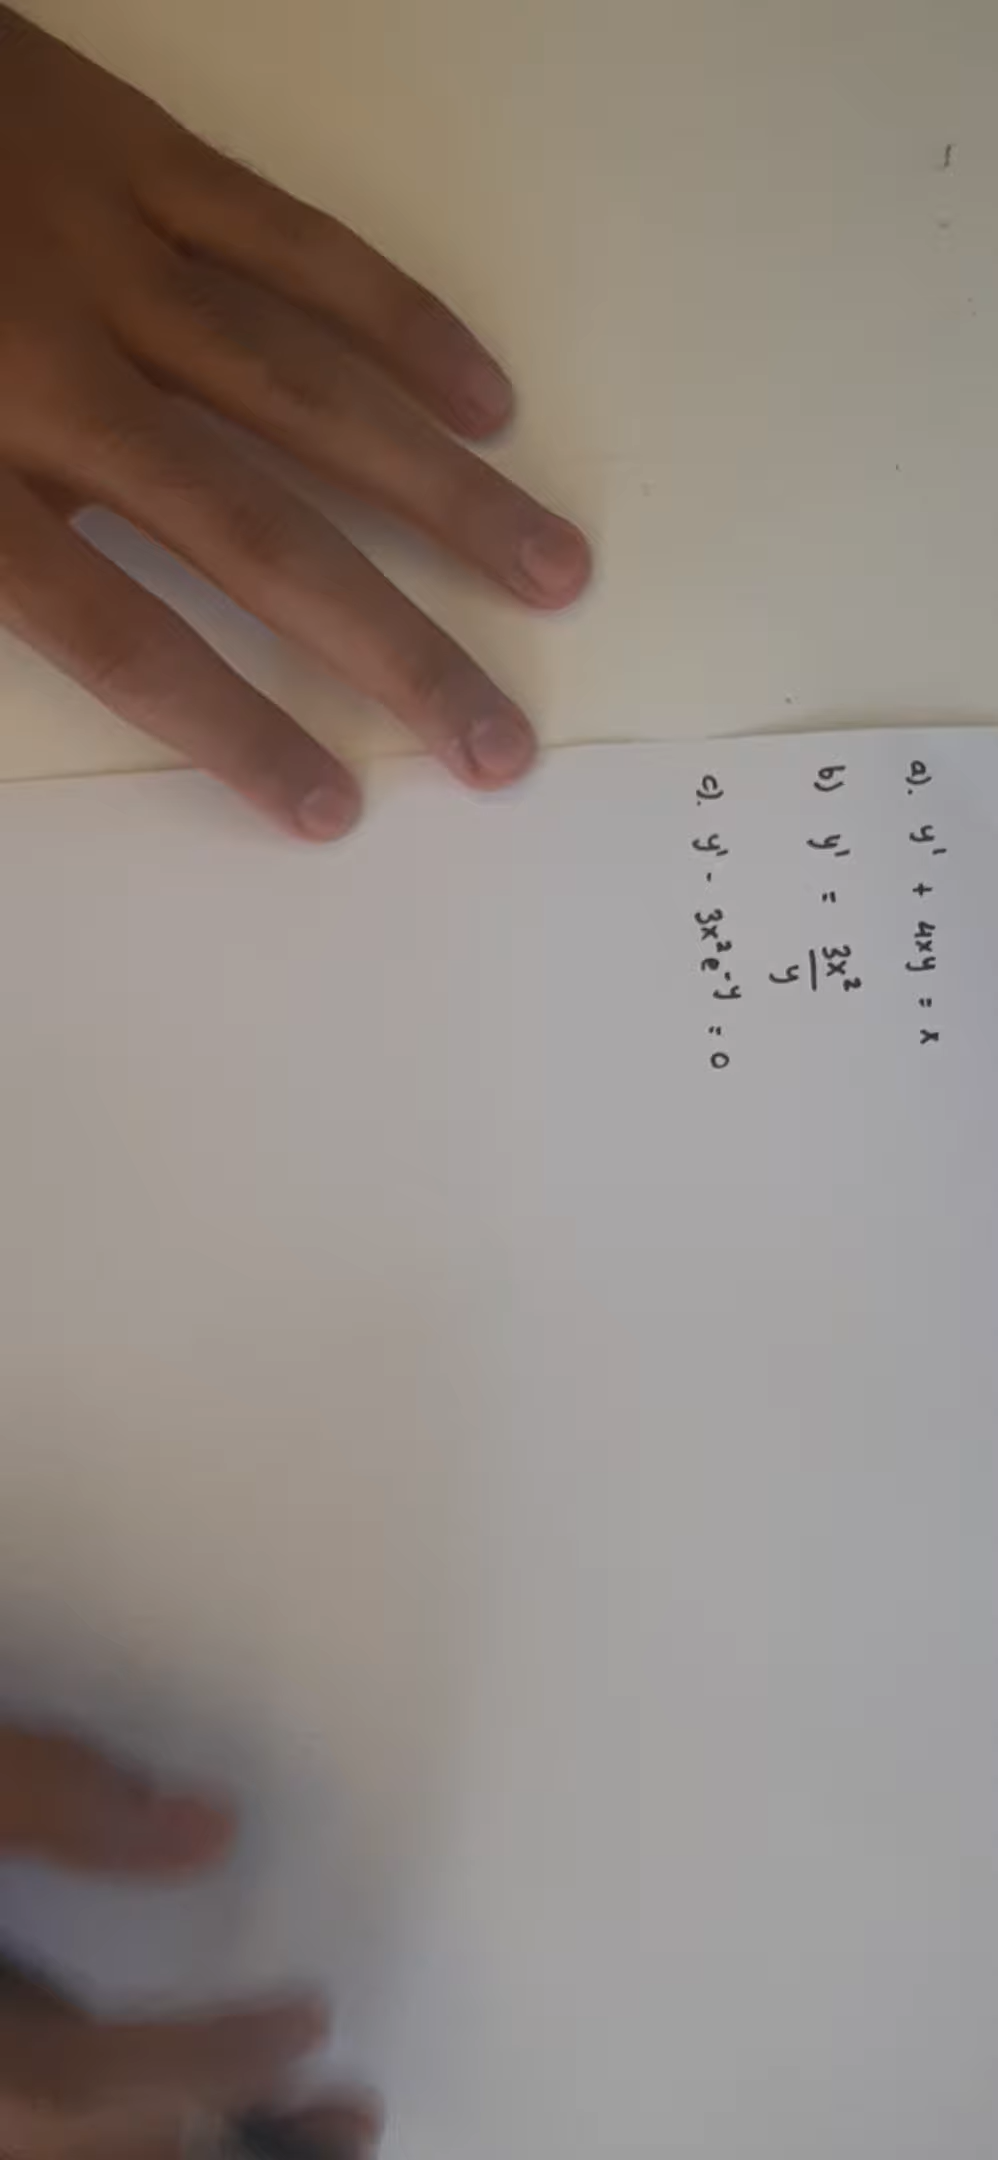 a). y' + 4xy = x
b) y' = 3x²/y
c). y' - 3x²e⁻ʸ = 0